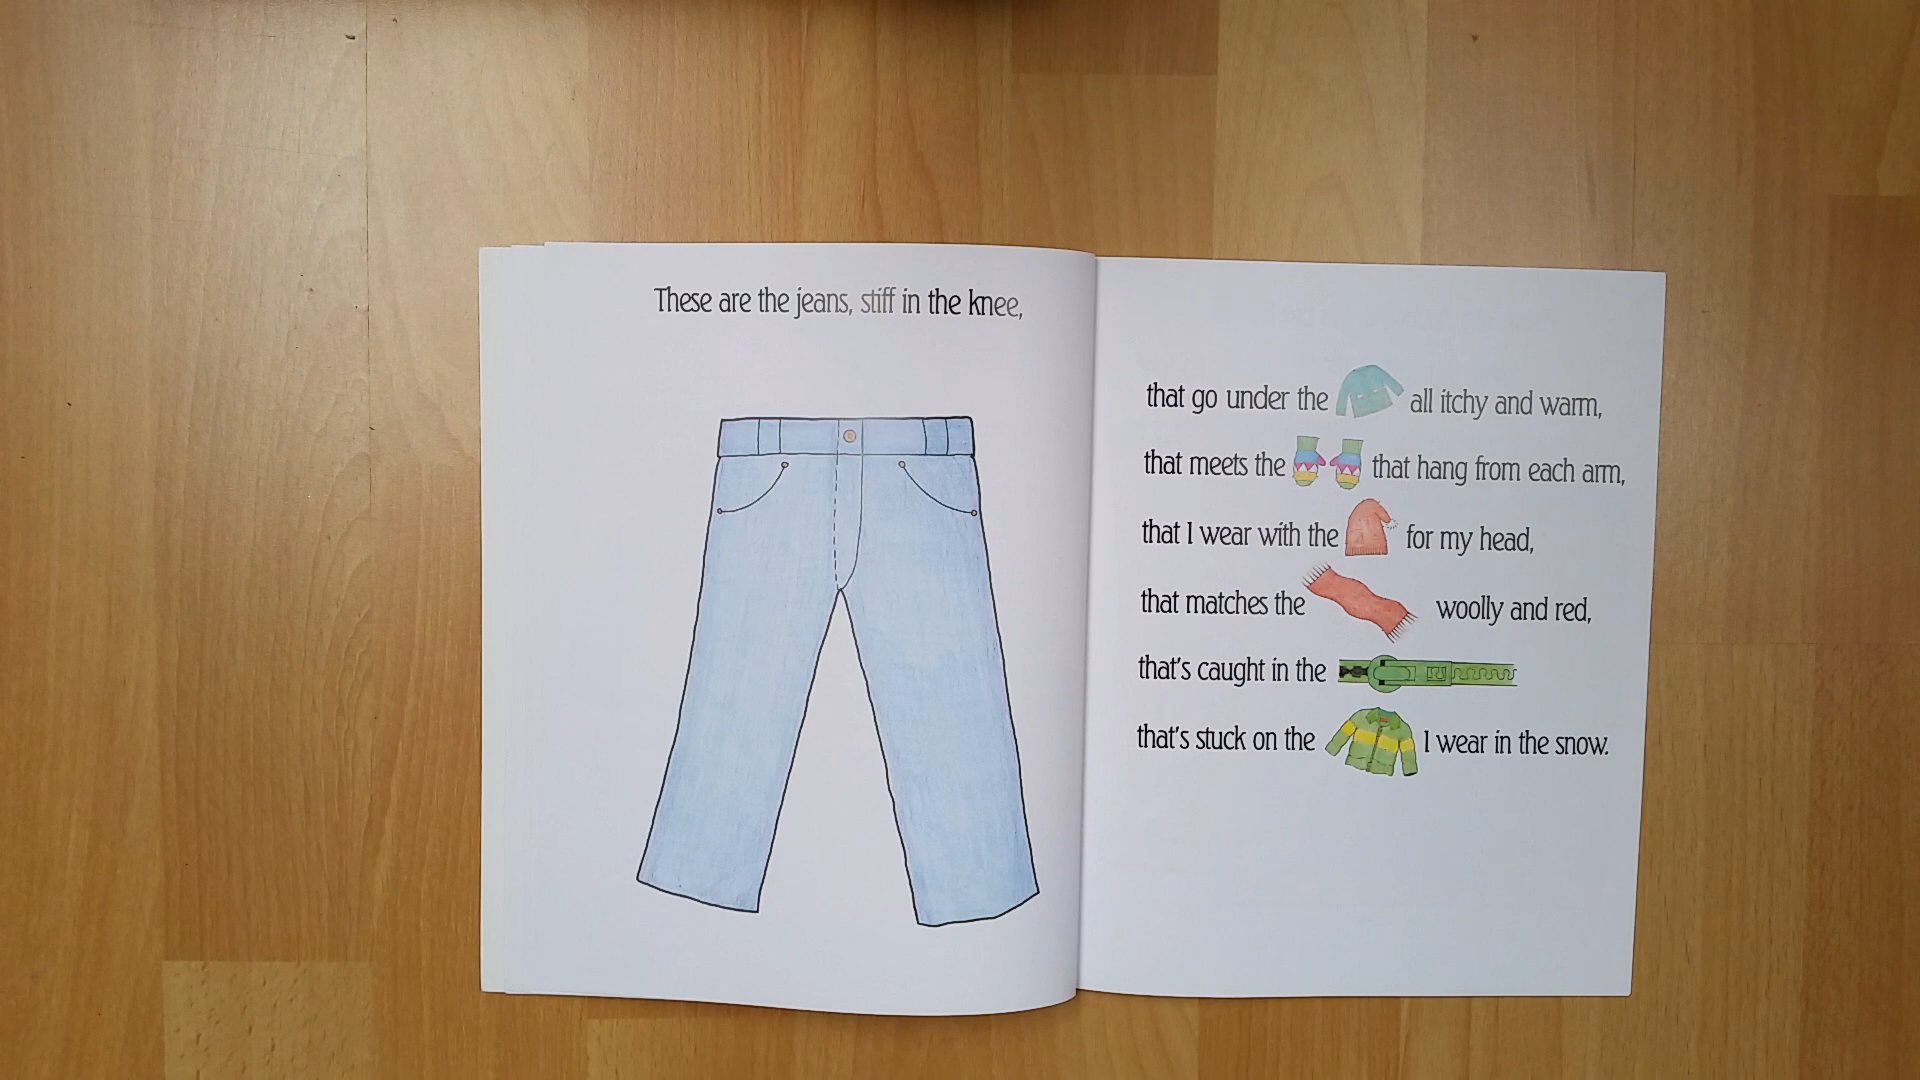 These are the jeans, stiff in the knee,
that go under the all itchy and warm,
that meets the that hang from each arm,
that I wear with the for my head,
that matches the woolly and red,
that's caught in the
that's stuck on the I wear in the snow.